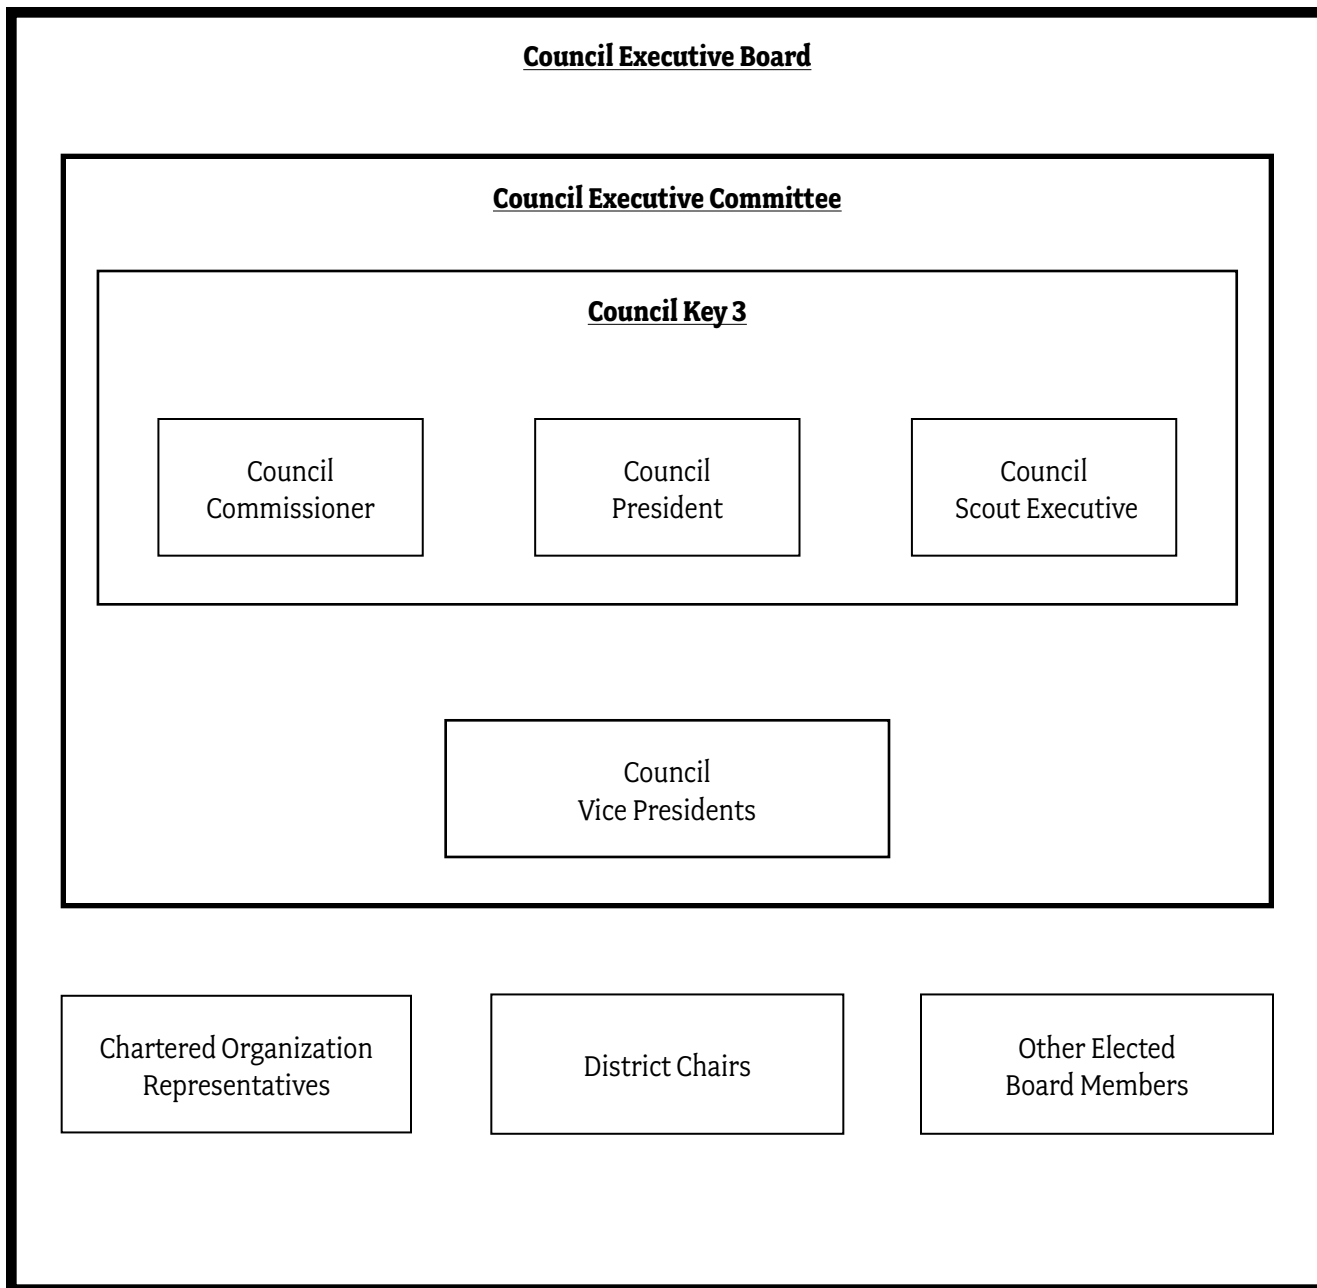 Council Executive Board
Council Executive Committee
Council Key 3
Council
Commissioner
Council
President
Council
Scout Executive
Council
Vice Presidents
Chartered Organization
Representatives
District Chairs
Other Elected
Board Members